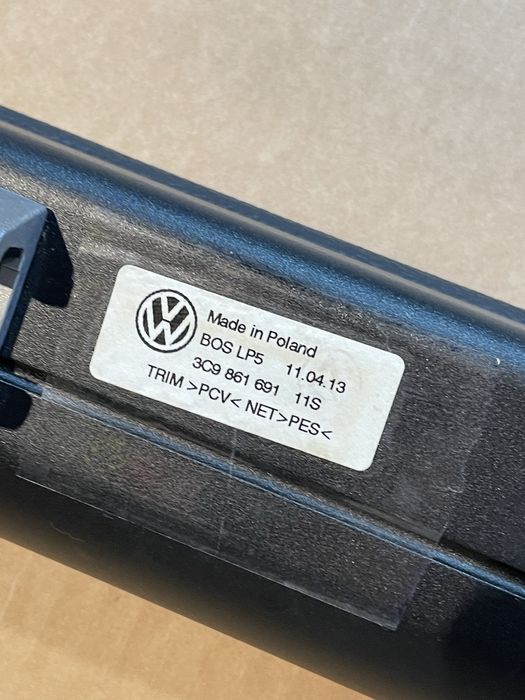 Made in Poland
BOS LP5 11.04.13
3C9 861 691 11S
TRIM >PCV< NET>PES<